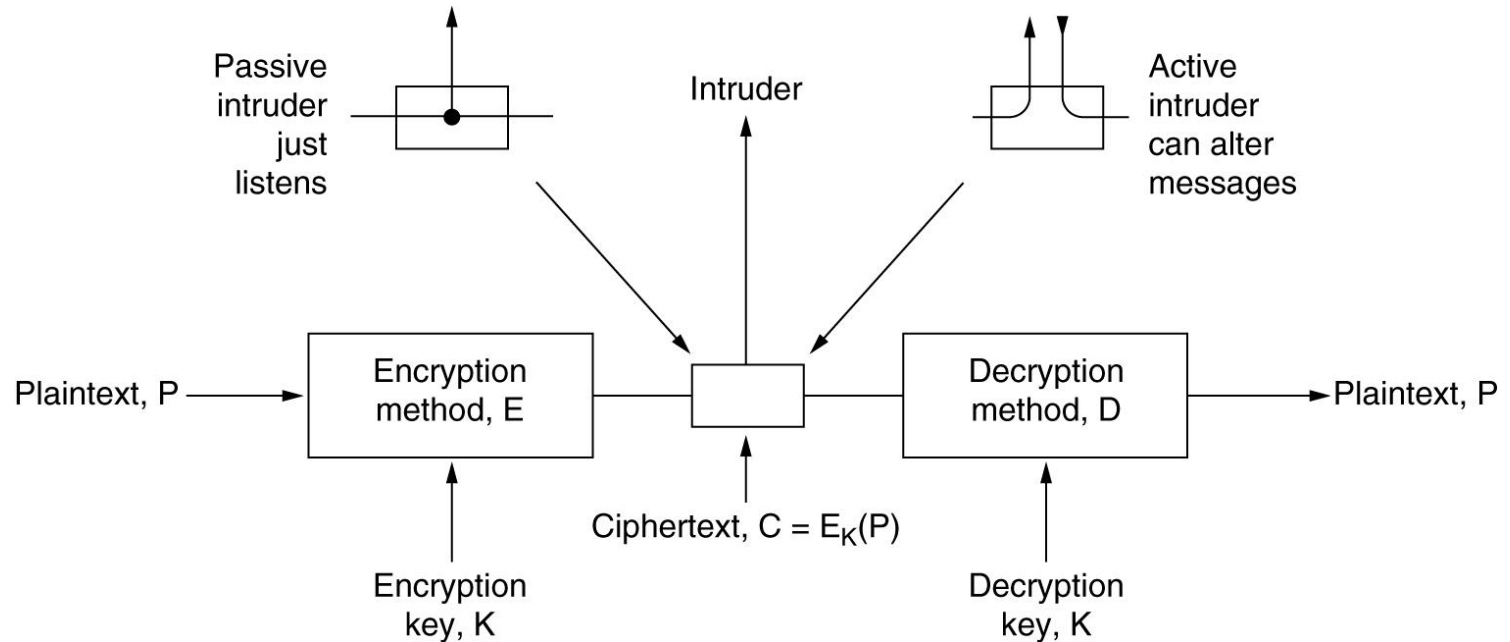 Passive
intruder
just
listens
Intruder
Active
intruder
can alter
messages
Plaintext, P
Encryption
method, E
Decryption
method, D
Plaintext, P
Ciphertext, C = E_K(P)
Encryption
key, K
Decryption
key, K